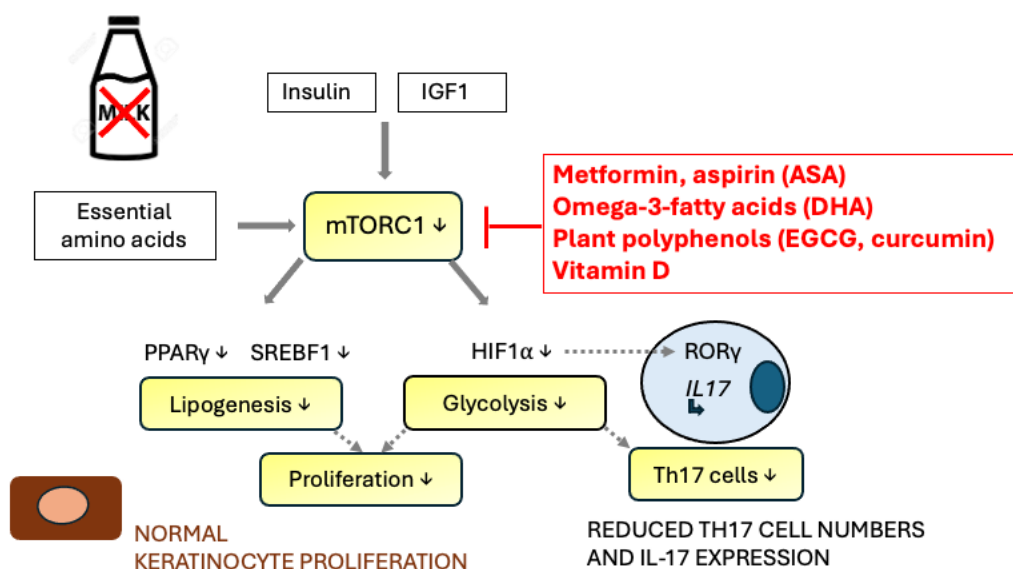 M K
Insulin
IGF1
Metformin, aspirin (ASA)
Omega-3-fatty acids (DHA)
Plant polyphenols (EGCG, curcumin)
Vitamin D
Essential
amino acids
mTORC1 ↓
PPARγ ↓ SREBF1 ↓
HIF1α ↓
RORγ
IL17
Lipogenesis ↓
Glycolysis ↓
Proliferation ↓
Th17 cells ↓
NORMAL
KERATINOCYTE PROLIFERATION
REDUCED TH17 CELL NUMBERS
AND IL-17 EXPRESSION